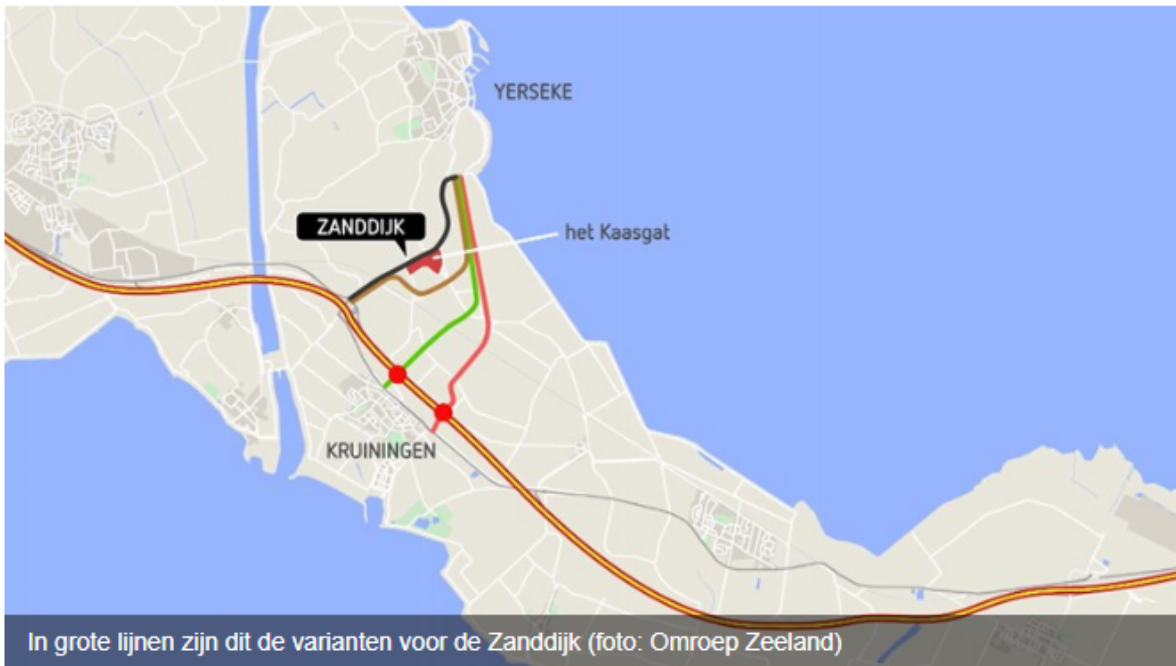 YERSEKE
ZANDDIJK
het Kaasgat
KRUININGEN
In grote lijnen zijn dit de varianten voor de Zanddijk (foto: Omroep Zeeland)